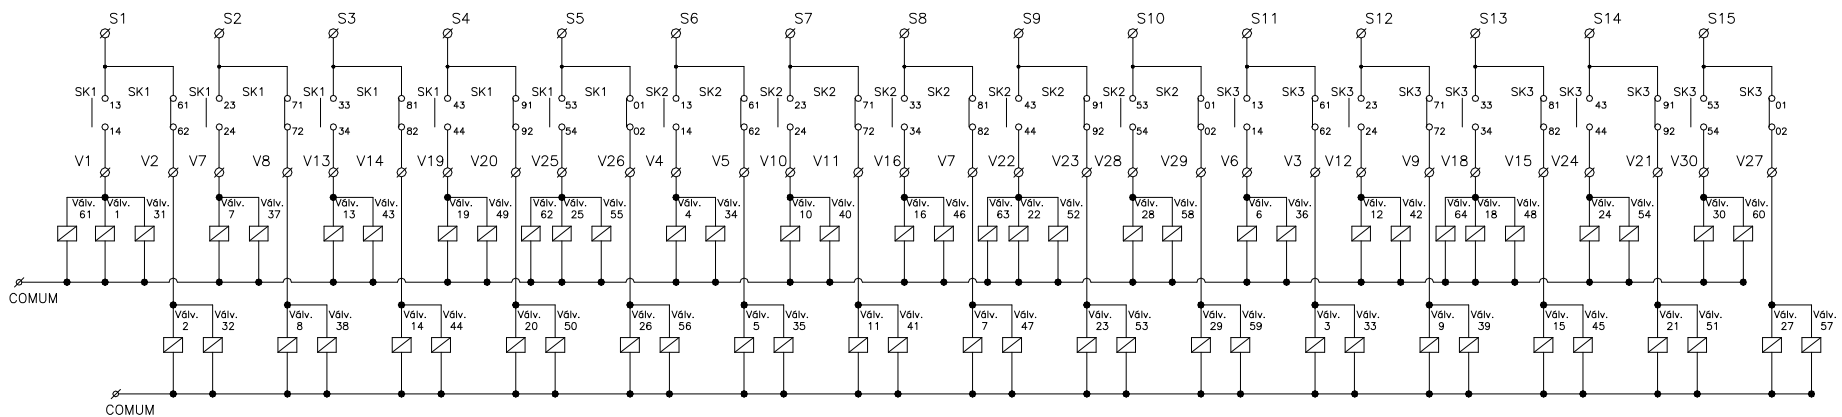 S1 S2 S3 S4 S5 S6 S7 S8 S9 S10 S11 S12 S13 S14 S15
SK1 SK1 SK1 SK1 SK1 SK1 SK1 SK1 SK1 SK1 SK2 SK2 SK2 SK2 SK2 SK2 SK2 SK2 SK2 SK2 SK3 SK3 SK3 SK3 SK3 SK3 SK3 SK3 SK3 SK3
13 61 23 71 33 81 43 91 53 01 13 61 23 71 33 81 43 91 53 01 13 61 23 71 33 81 43 91 53 01
14 62 24 72 34 82 44 92 54 02 14 62 24 72 34 82 44 92 54 02 14 62 24 72 34 82 44 92 54 02
V1 V2 V7 V8 V13 V14 V19 V20 V25 V26 V4 V5 V10 V11 V16 V7 V22 V23 V28 V29 V6 V3 V12 V9 V18 V15 V24 V21 V30 V27
Válv. Válv. Válv. Válv. Válv. Válv. Válv. Válv. Válv. Válv. Válv. Válv. Válv. Válv. Válv. Válv. Válv. Válv. Válv. Válv. Válv. Válv. Válv. Válv. Válv. Válv. Válv. Válv. Válv. Válv. Válv. Válv. Válv. Válv.
61 1 31 7 37 13 43 19 49 62 25 55 4 34 10 40 16 46 63 22 52 28 58 6 36 12 42 64 18 48 24 54 30 60
COMUM
Válv. Válv. Válv. Válv. Válv. Válv. Válv. Válv. Válv. Válv. Válv. Válv. Válv. Válv. Válv. Válv. Válv. Válv. Válv. Válv. Válv. Válv. Válv. Válv. Válv. Válv. Válv. Válv. Válv. Válv.
2 32 8 38 14 44 20 50 26 56 5 35 11 41 7 47 23 53 29 59 3 33 9 39 15 45 21 51 27 57
COMUM